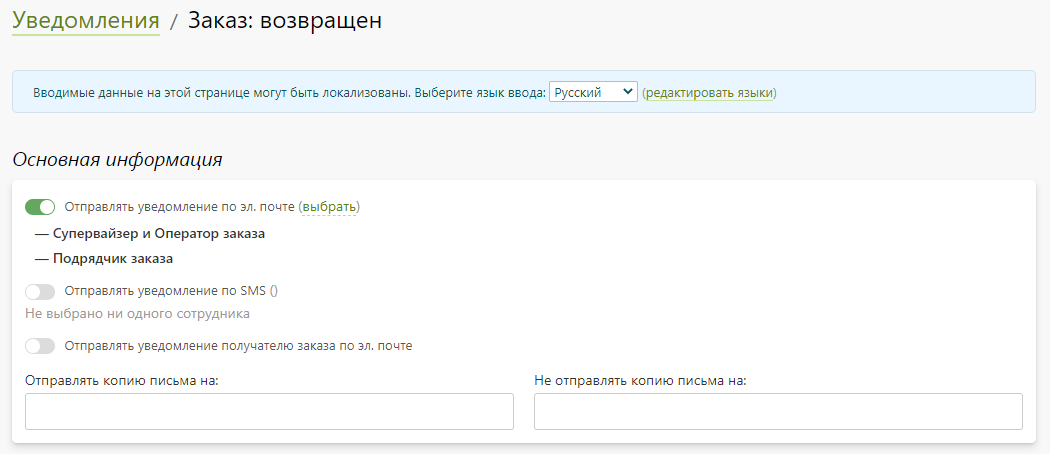 Уведомления / Заказ: возвращен
Вводимые данные на этой странице могут быть локализованы. Выберите язык ввода: Русский (редактировать языки)
Основная информация
Отправлять уведомление по эл. почте (выбрать)
— Супервайзер и Оператор заказа
— Подрядчик заказа
Отправлять уведомление по SMS ()
Не выбрано ни одного сотрудника
Отправлять уведомление получателю заказа по эл. почте
Отправлять копию письма на: Не отправлять копию письма на: